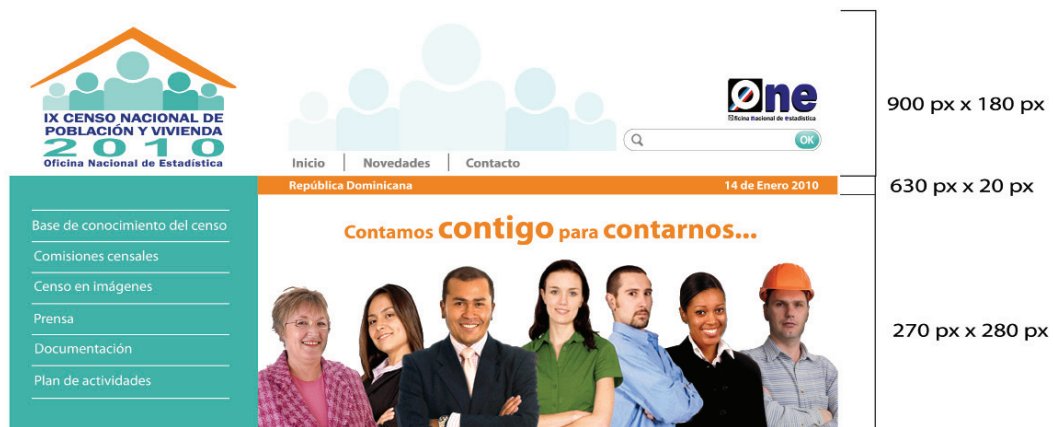 IX CENSO NACIONAL DE
POBLACIÓN Y VIVIENDA
2010
Oficina Nacional de Estadística
One
Oficina Nacional de Estadística
OK
Inicio | Novedades | Contacto
900 px x 180 px
República Dominicana 14 de Enero 2010
630 px x 20 px
Base de conocimiento del censo
Comisiones censales
Censo en imágenes
Prensa
Documentación
Plan de actividades
Contamos contigo para contarnos...
270 px x 280 px